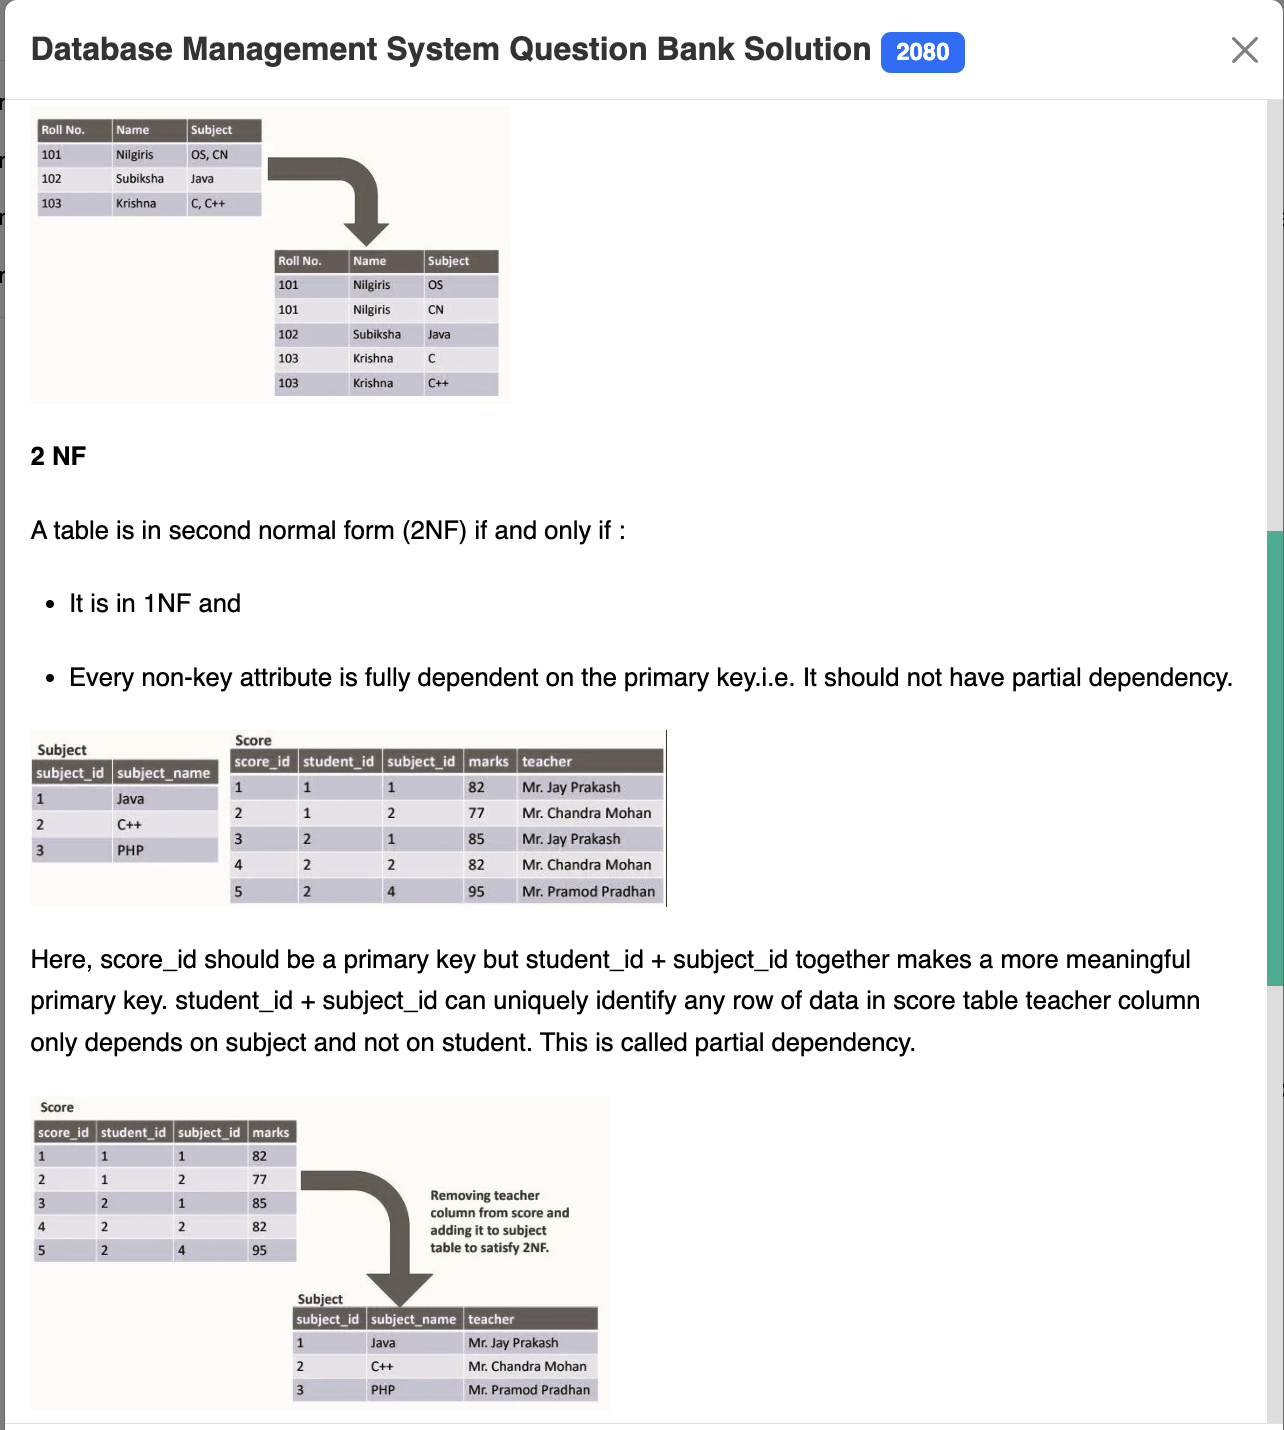 Database Management System Question Bank Solution 2080
Roll No. Name Subject
101 Nilgiris OS, CN
102 Subiksha Java
103 Krishna C, C++
Roll No. Name Subject
101 Nilgiris OS
101 Nilgiris CN
102 Subiksha Java
103 Krishna C
103 Krishna C++
2 NF
A table is in second normal form (2NF) if and only if :
• It is in 1NF and
• Every non-key attribute is fully dependent on the primary key.i.e. It should not have partial dependency.
Subject
subject_id subject_name
1 Java
2 C++
3 PHP
Score
score_id student_id subject_id marks teacher
1 1 1 82 Mr. Jay Prakash
2 1 2 77 Mr. Chandra Mohan
3 2 1 85 Mr. Jay Prakash
4 2 2 82 Mr. Chandra Mohan
5 2 4 95 Mr. Pramod Pradhan
Here, score_id should be a primary key but student_id + subject_id together makes a more meaningful
primary key. student_id + subject_id can uniquely identify any row of data in score table teacher column
only depends on subject and not on student. This is called partial dependency.
Score
score_id student_id subject_id marks
1 1 1 82
2 1 2 77
3 2 1 85
4 2 2 82
5 2 4 95
Removing teacher
column from score and
adding it to subject
table to satisfy 2NF.
Subject
subject_id subject_name teacher
1 Java Mr. Jay Prakash
2 C++ Mr. Chandra Mohan
3 PHP Mr. Pramod Pradhan